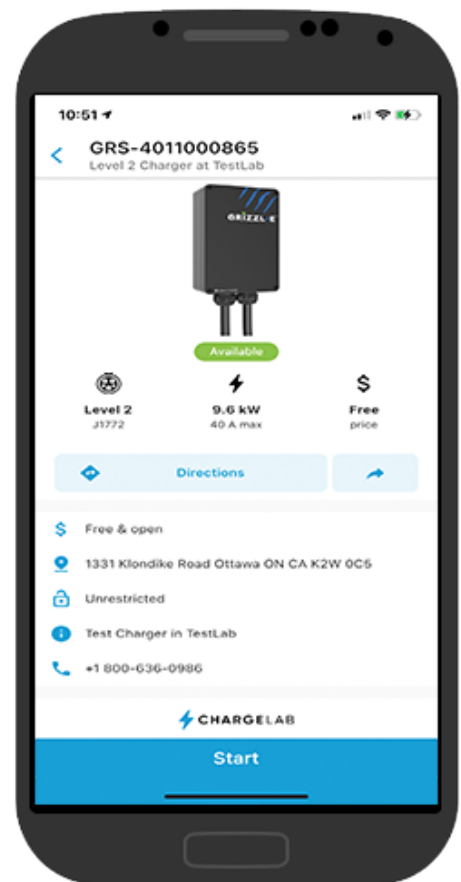 10:51
GRS-4011000865
Level 2 Charger at TestLab
GRIZZL-E
Available
Level 2
J1772
9.6 kW
40 A max
Free
price
Directions
Free & open
1331 Klondike Road Ottawa ON CA K2W 0C5
Unrestricted
Test Charger in TestLab
+1 800-636-0986
CHARGELAB
Start